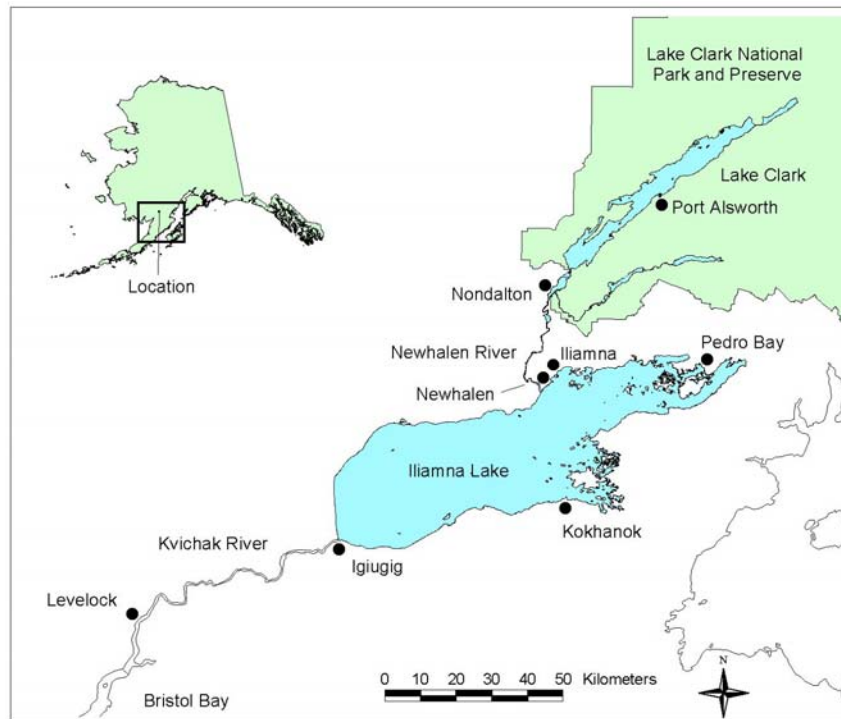 Lake Clark National
Park and Preserve
Lake Clark
Port Alsworth
Location
Nondalton
Newhalen River
Iliamna
Pedro Bay
Newhalen
Iliamna Lake
Kokhanok
Kvichak River
Igiugig
Levelock
Bristol Bay
0 10 20 30 40 50 Kilometers
N